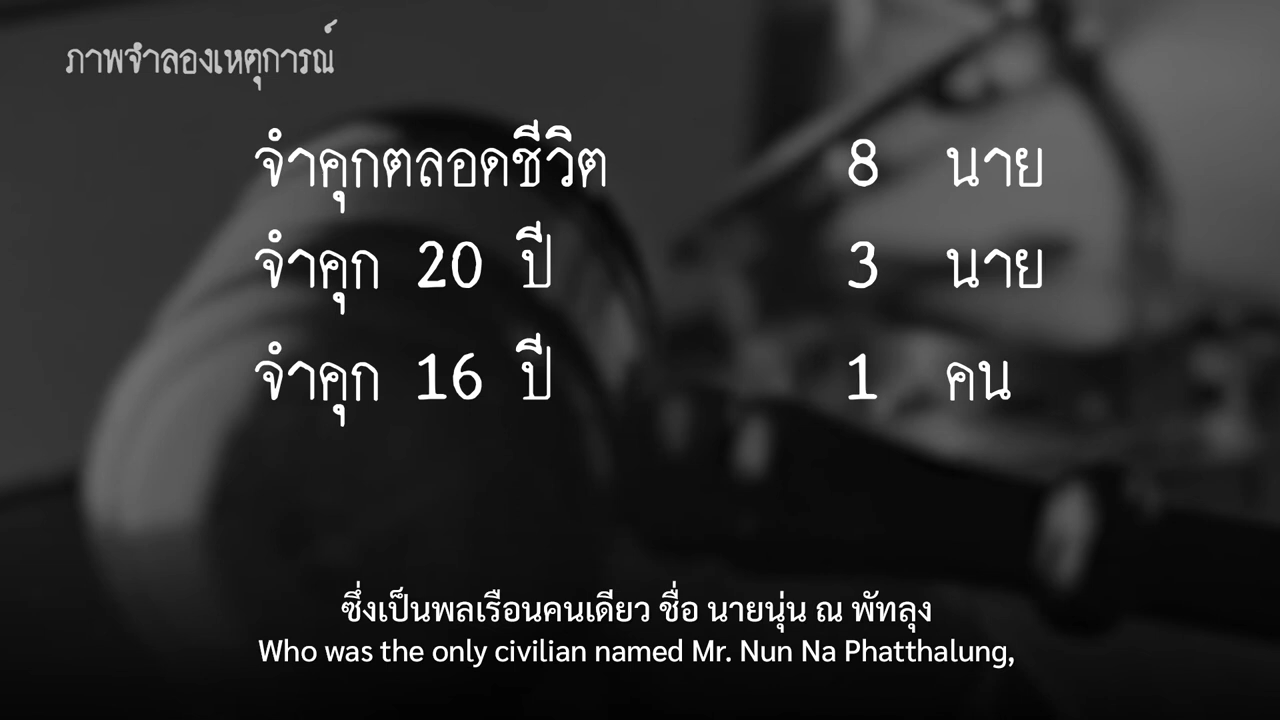 ภาพจำลองเหตุการณ์
จำคุกตลอดชีวิต 8 นาย
จำคุก 20 ปี 3 นาย
จำคุก 16 ปี 1 คน
ซึ่งเป็นพลเรือนคนเดียว ชื่อ นายนุ่น ณ พัทลุง
Who was the only civilian named Mr. Nun Na Phatthalung,